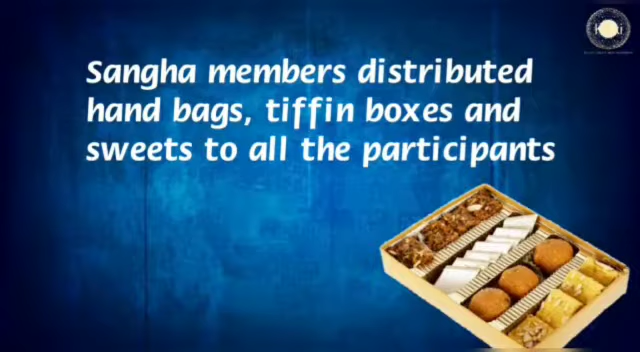 Sangha members distributed
hand bags, tiffin boxes and
sweets to all the participants